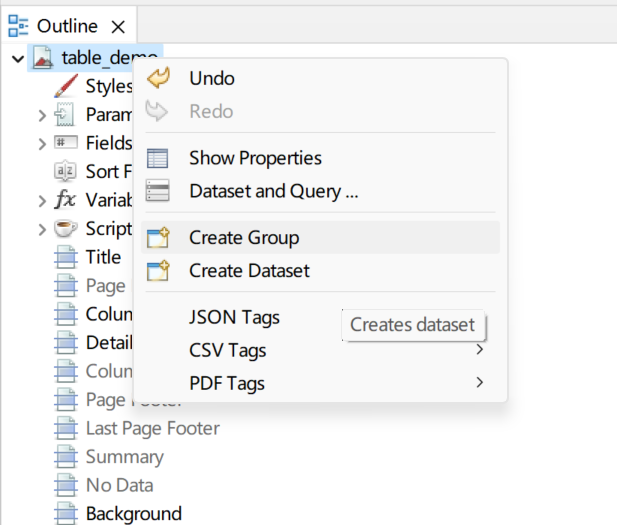 Outline
table_demo
Undo
Redo
Show Properties
Dataset and Query ...
Create Group
Create Dataset
JSON Tags
Creates dataset
CSV Tags
PDF Tags
Styles
Param
Fields
Sort F
Variab
Script
Title
Page
Colum
Detail
Colum
Page Footer
Last Page Footer
Summary
No Data
Background